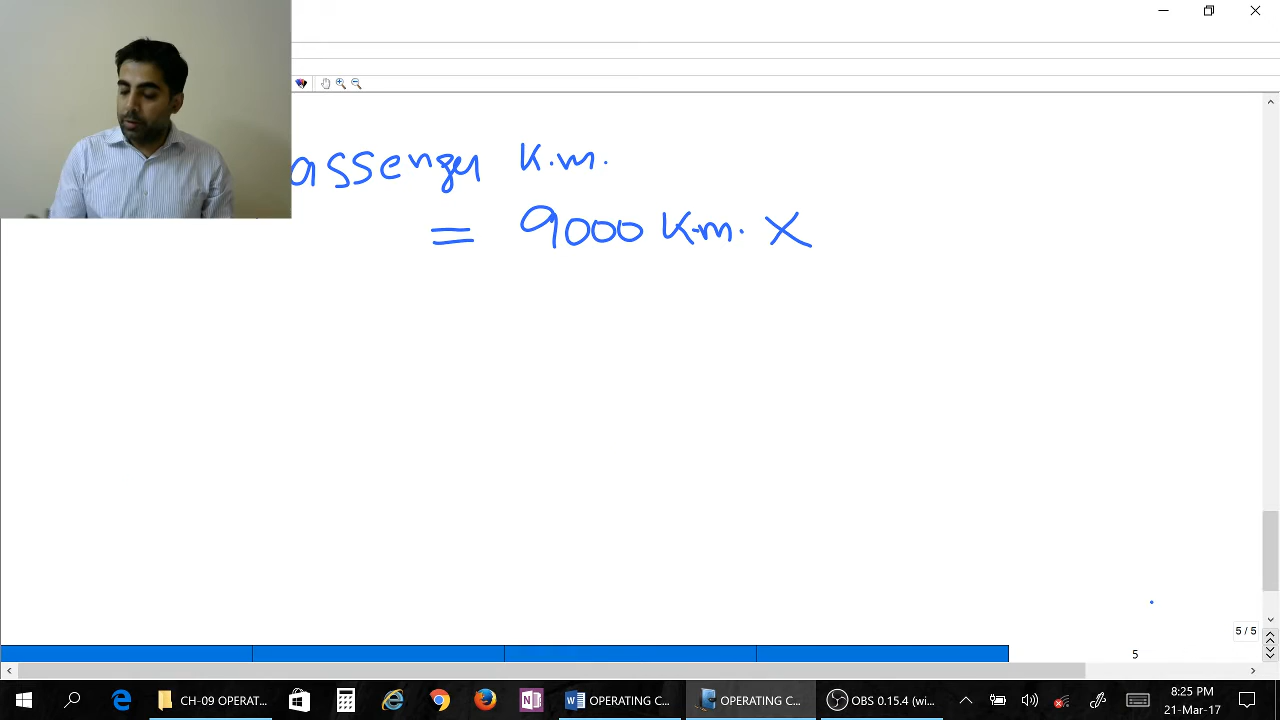 assenger K.m.
= 9000 K.m. X
5 / 5
5
CH-09 OPERAT...
OPERATING C...
OPERATING C...
OBS 0.15.4 (wi...
8:25 PM
21-Mar-17